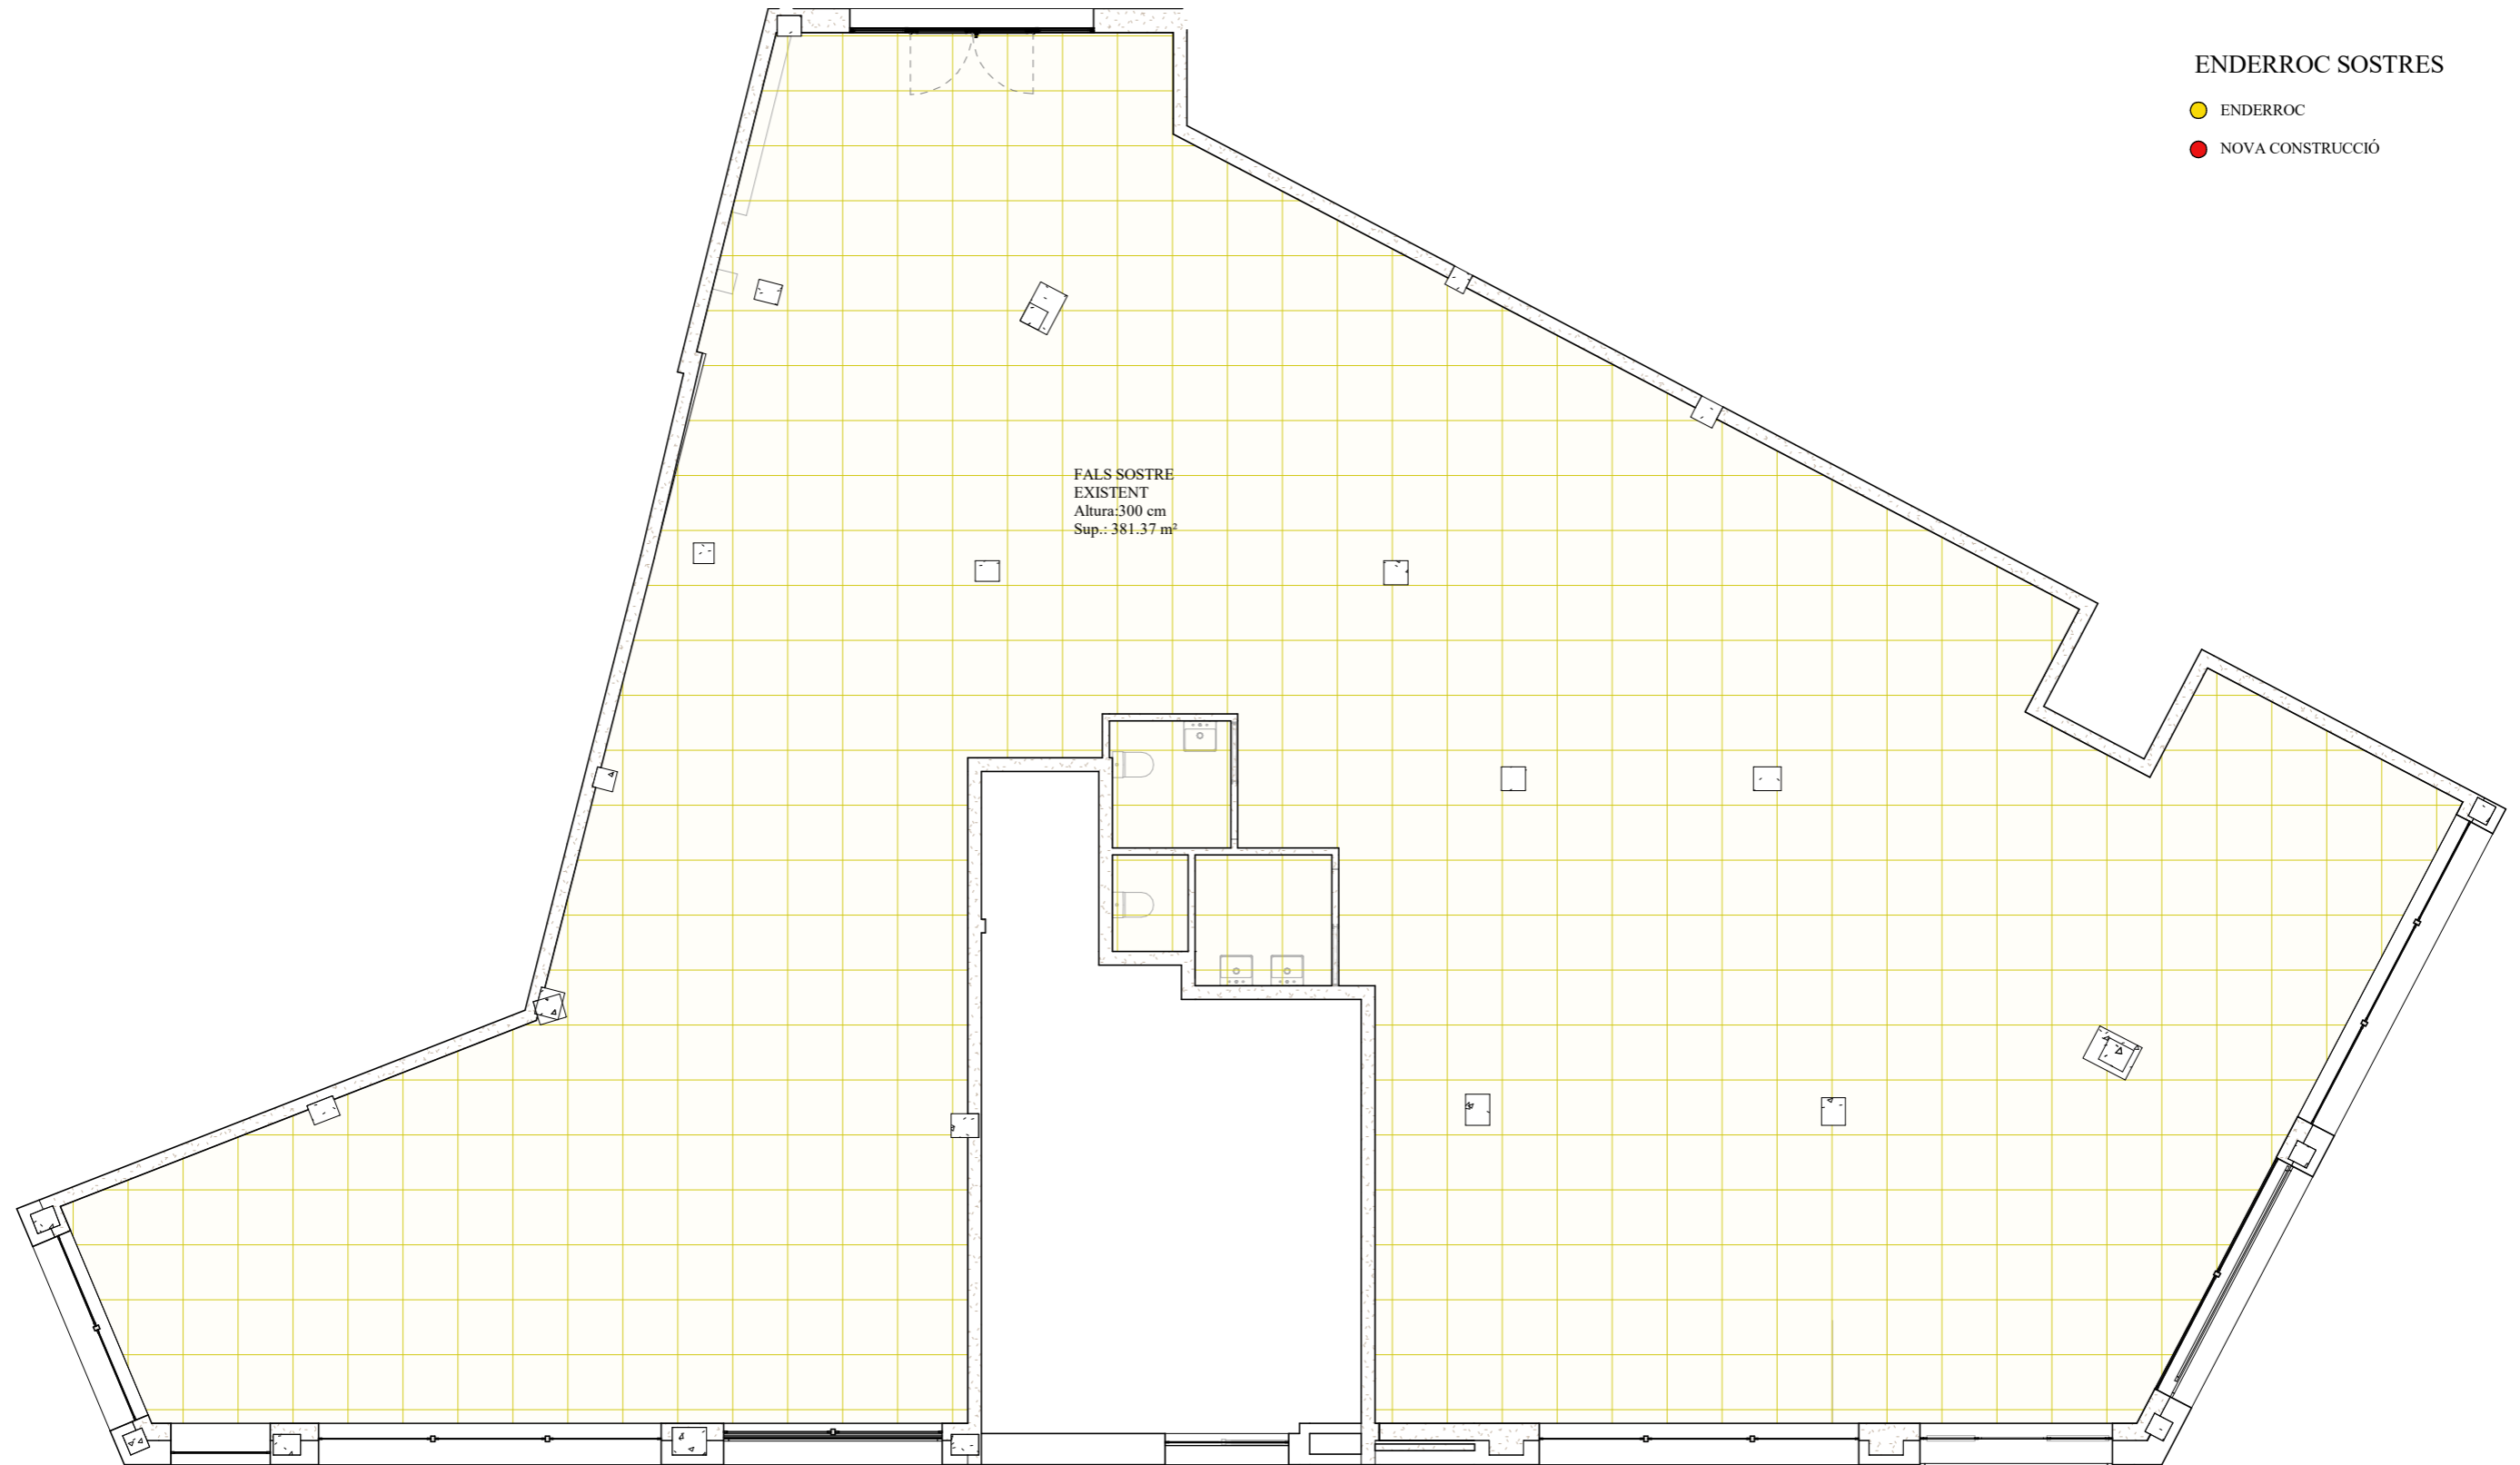 ENDERROC SOSTRES
ENDERROC
NOVA CONSTRUCCIÓ
FALS SOSTRE
EXISTENT
Altura:300 cm
Sup.: 381.37 m²